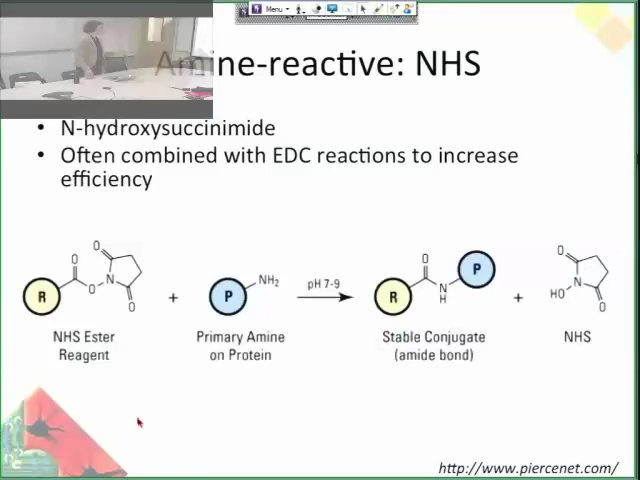 Menu
Amine-reactive: NHS
• N-hydroxysuccinimide
• Often combined with EDC reactions to increase
efficiency
O
O
O
N
O
R
+
P
NH2
pH 7-9
O
R
N
H
P
+
O
N
HO
O
NHS Ester
Reagent
Primary Amine
on Protein
Stable Conjugate
(amide bond)
NHS
http://www.piercenet.com/